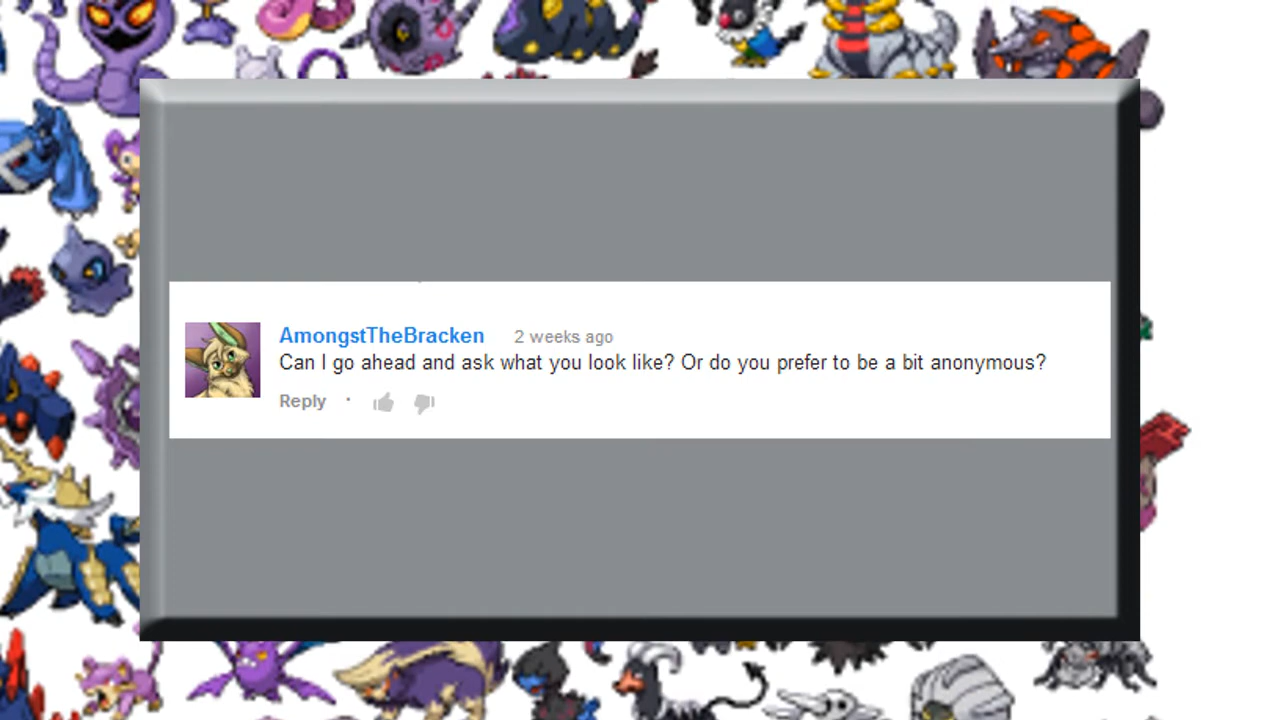 AmongstTheBracken 2 weeks ago
Can I go ahead and ask what you look like? Or do you prefer to be a bit anonymous?
Reply ·